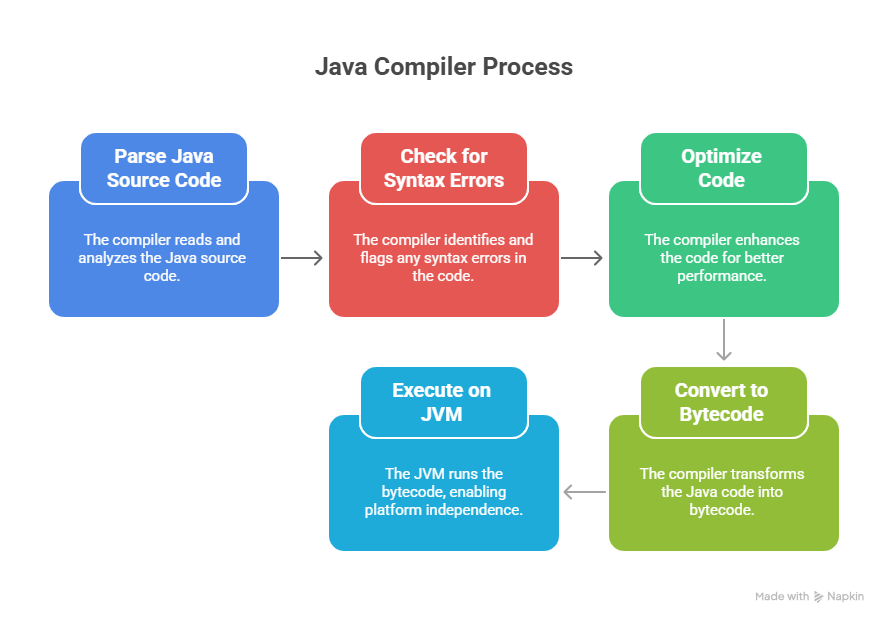 Java Compiler Process
Parse Java
Source Code
The compiler reads and
analyzes the Java source
code.
Check for
Syntax Errors
The compiler identifies and
flags any syntax errors in
the code.
Optimize
Code
The compiler enhances
the code for better
performance.
Convert to
Bytecode
The compiler transforms
the Java code into
bytecode.
Execute on
JVM
The JVM runs the
bytecode, enabling
platform independence.
Made with Napkin